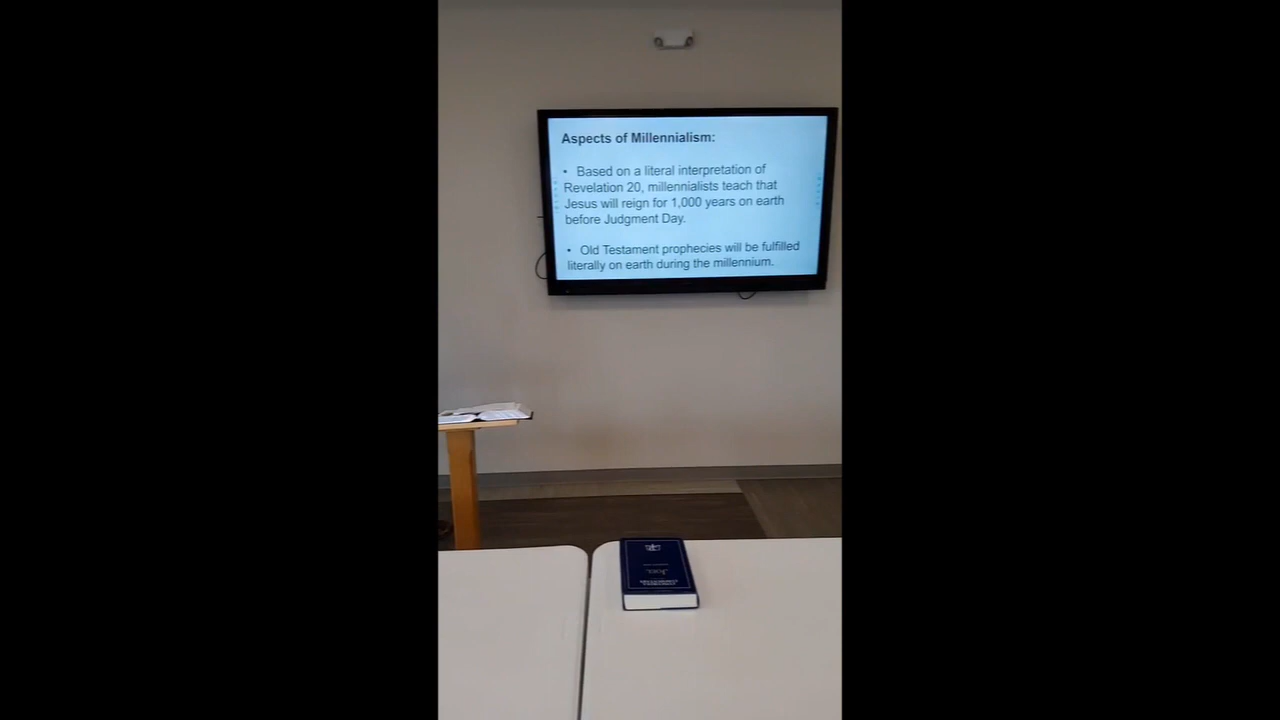 Aspects of Millennialism:
• Based on a literal interpretation of
Revelation 20, millennialists teach that
Jesus will reign for 1,000 years on earth
before Judgment Day.
• Old Testament prophecies will be fulfilled
literally on earth during the millennium.
JOEL